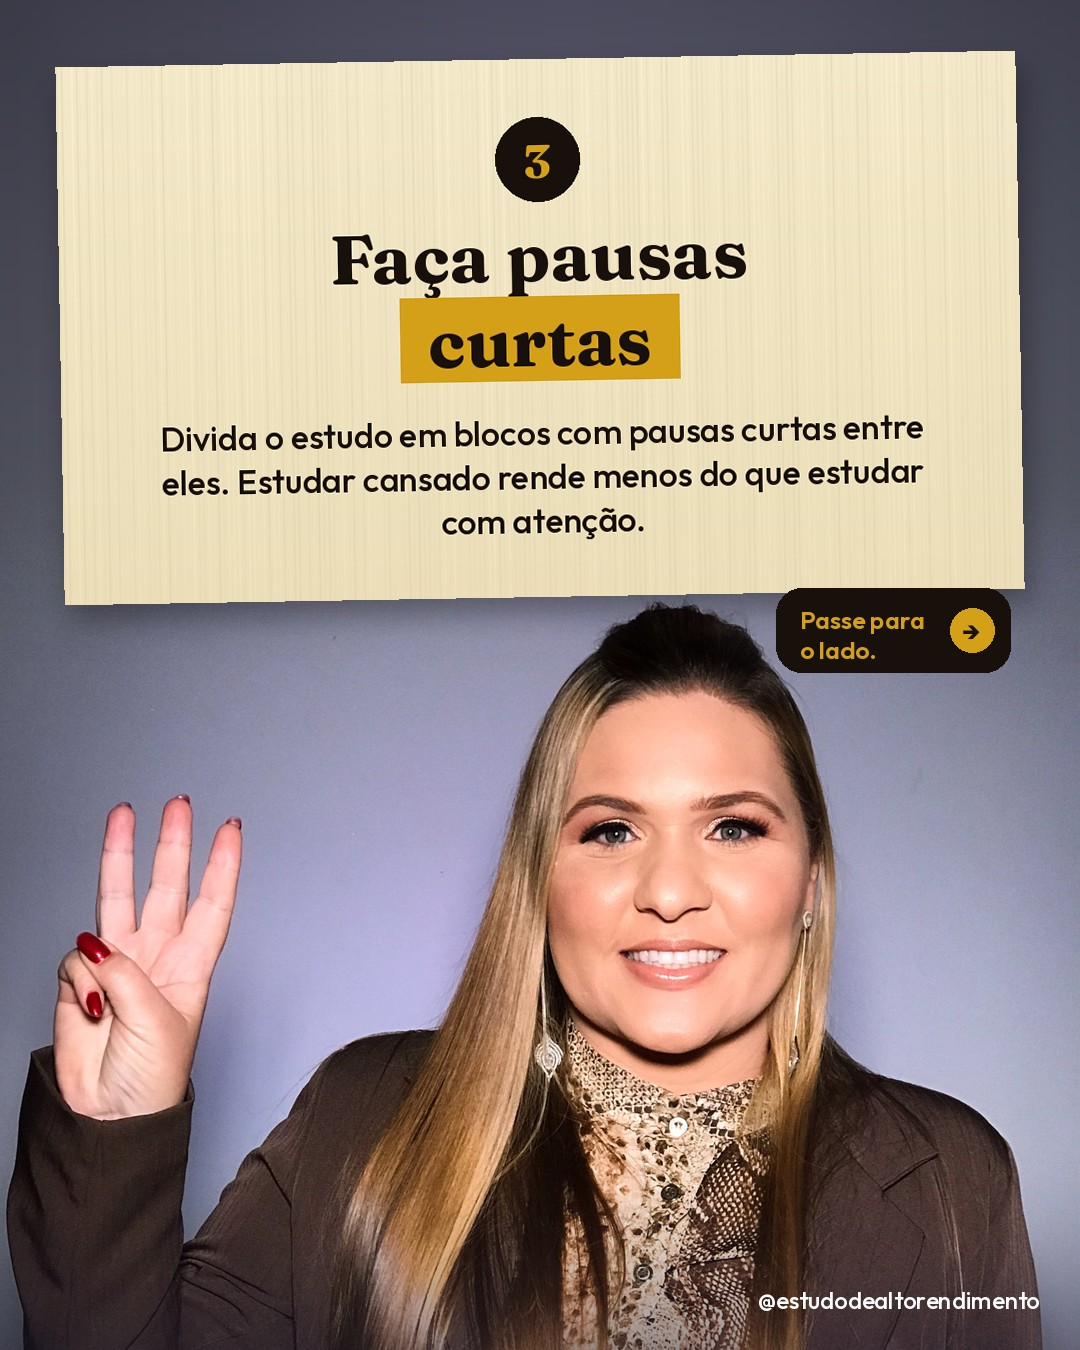 3
Faça pausas
curtas
Divida o estudo em blocos com pausas curtas entre
eles. Estudar cansado rende menos do que estudar
com atenção.
Passe para
o lado.
@estudodealtorendimento